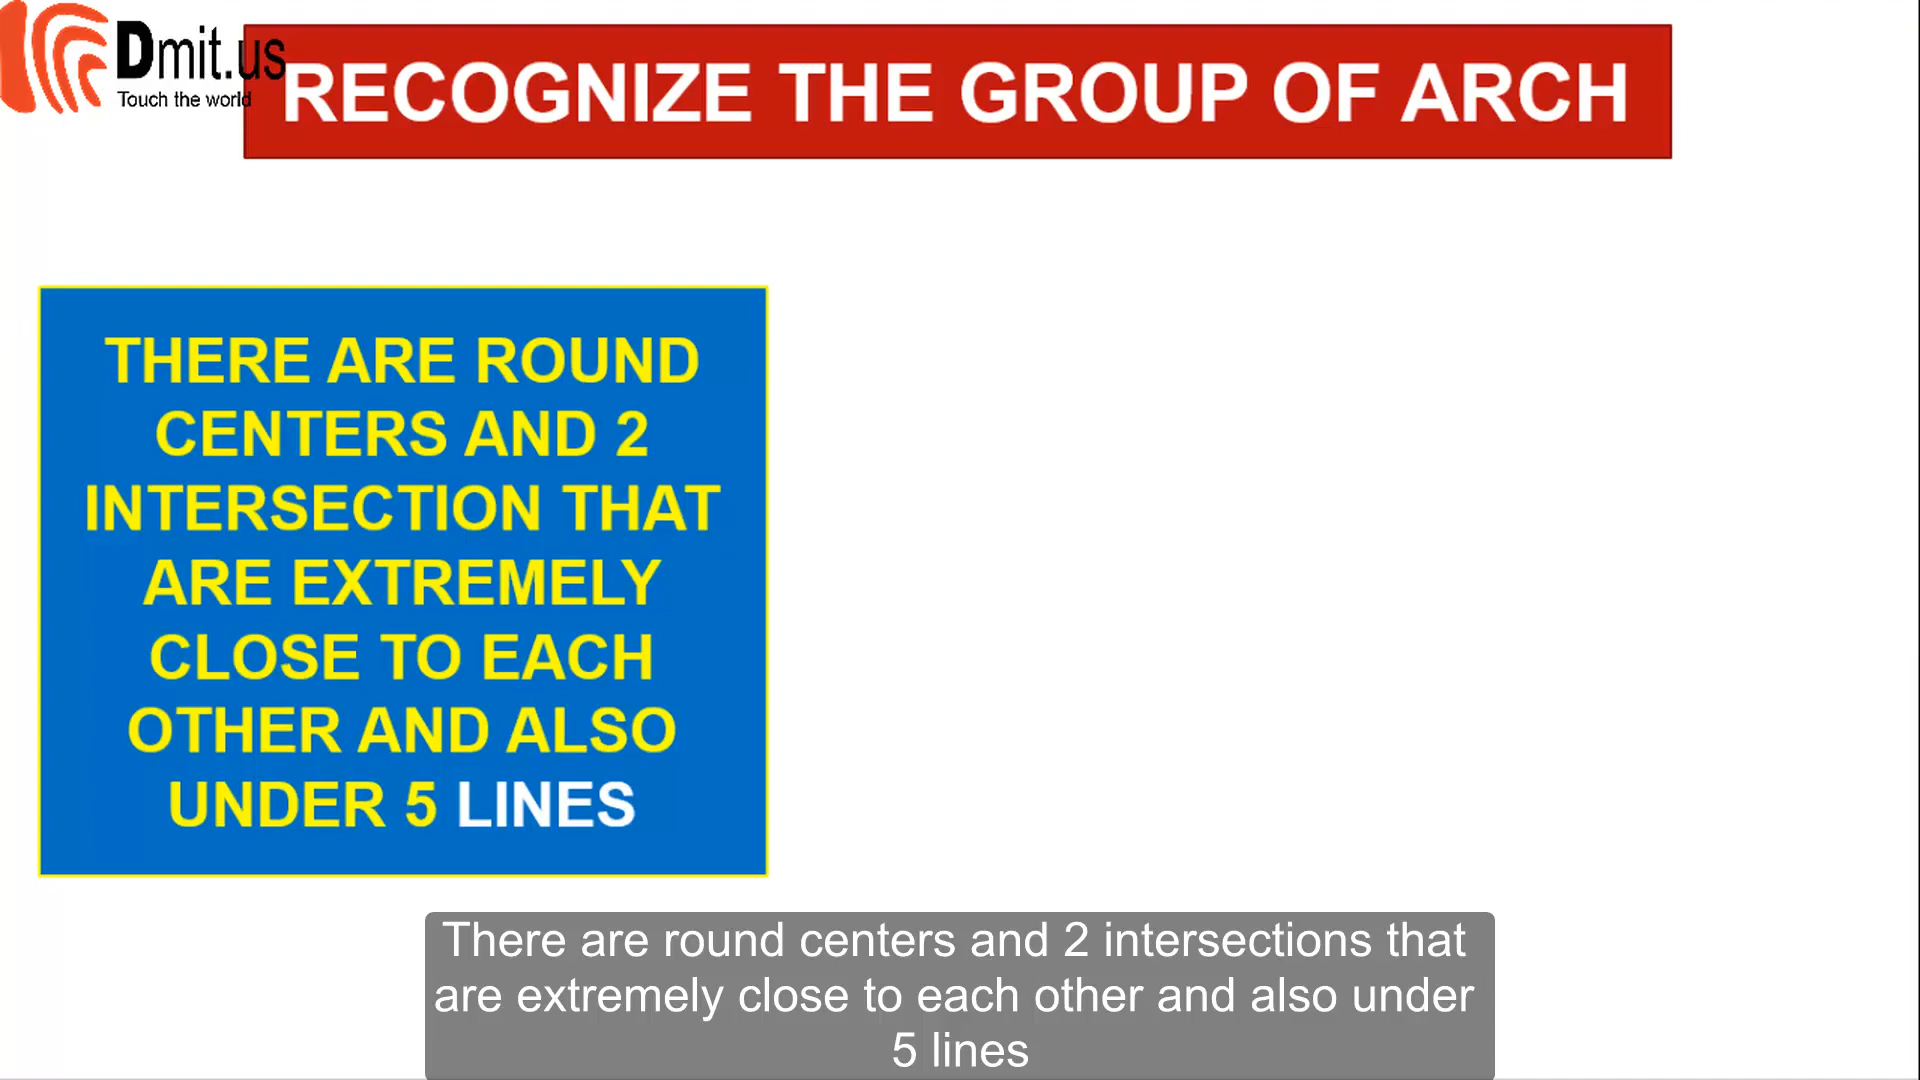 Dmit.us
Touch the world
RECOGNIZE THE GROUP OF ARCH
THERE ARE ROUND
CENTERS AND 2
INTERSECTION THAT
ARE EXTREMELY
CLOSE TO EACH
OTHER AND ALSO
UNDER 5 LINES
There are round centers and 2 intersections that
are extremely close to each other and also under
5 lines